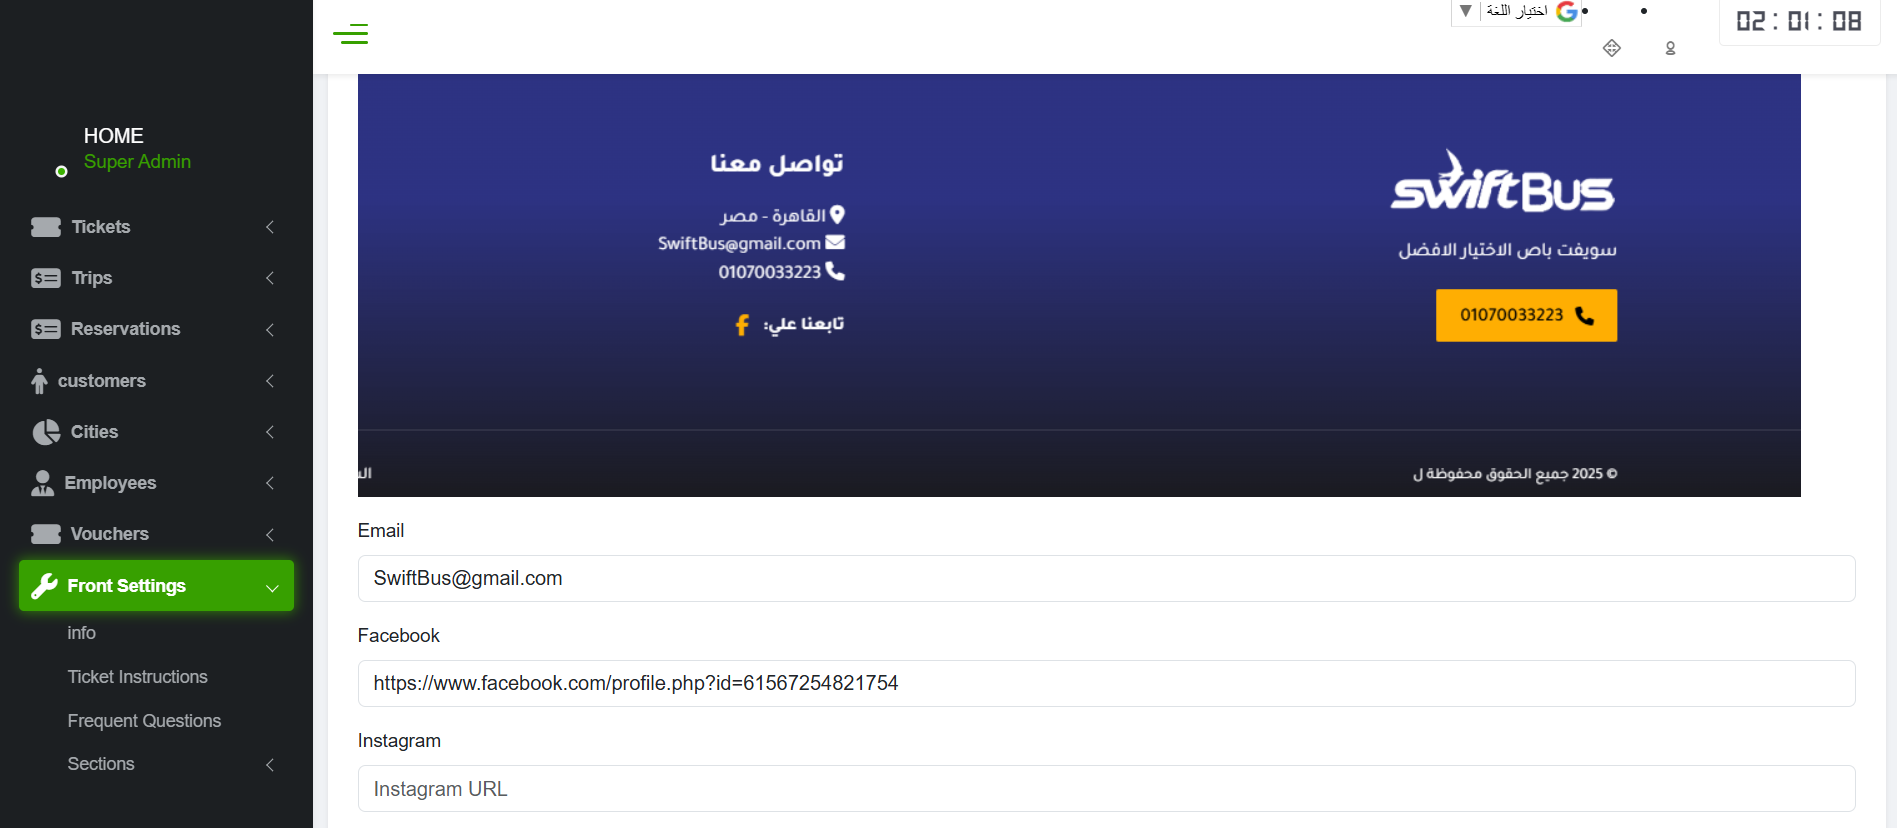 اختيار اللغة
02:01:08
HOME
Super Admin
Tickets
Trips
Reservations
customers
Cities
Employees
Vouchers
Front Settings
info
Ticket Instructions
Frequent Questions
Sections
swiftBus
سويفت باص الاختيار الافضل
01070033223
تواصل معنا
القاهرة - مصر
SwiftBus@gmail.com
01070033223
تابعنا علي:
© 2025 جميع الحقوق محفوظة ل
Email
SwiftBus@gmail.com
Facebook
https://www.facebook.com/profile.php?id=61567254821754
Instagram
Instagram URL